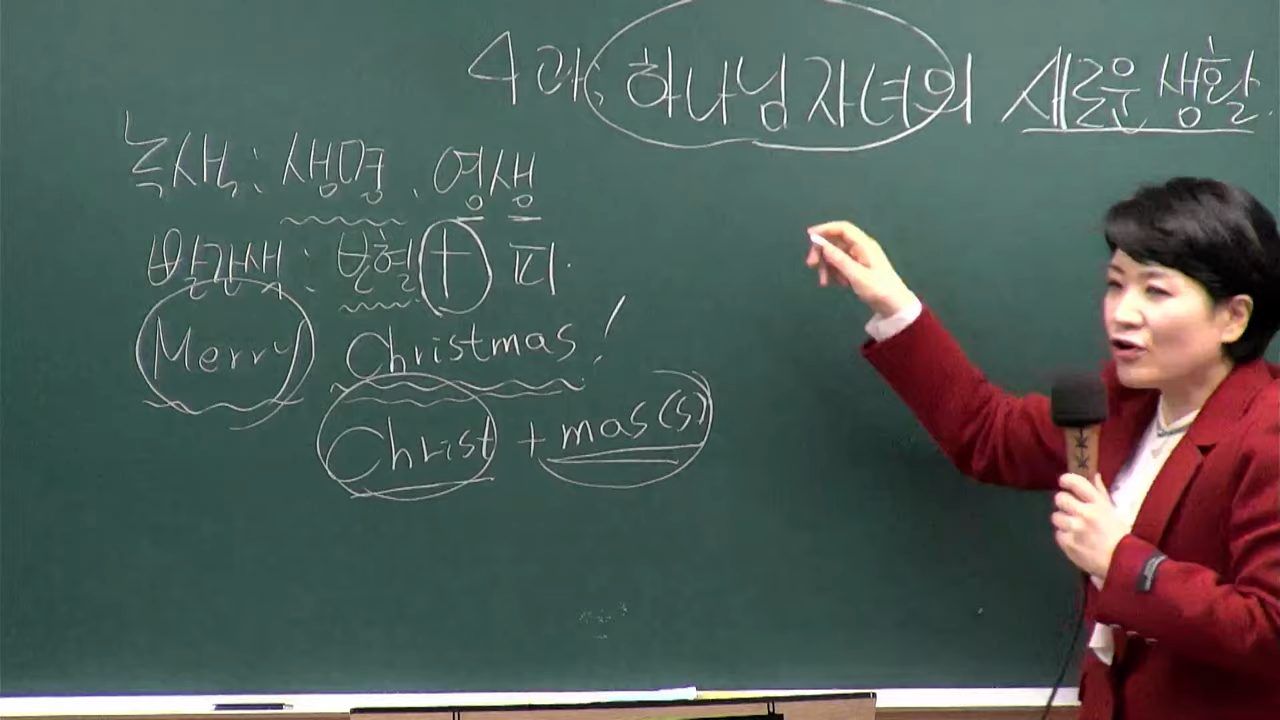 4과: 하나님 자녀의 새로운 생활.
녹색: 생명, 영생
빨간색: 보혈 十 피.
Merry Christmas!
Christ + mas(s)